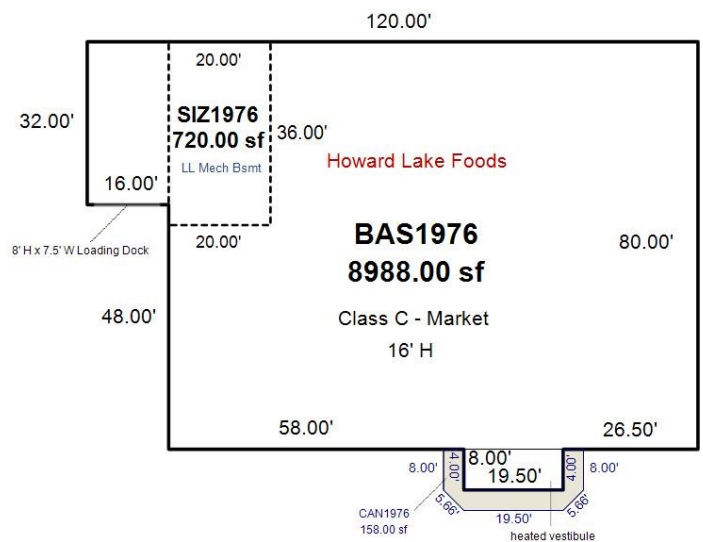 120.00'
20.00'
32.00'
SIZ1976
720.00 sf
36.00'
LL Mech Bsmt
Howard Lake Foods
16.00'
20.00'
8' H x 7.5' W Loading Dock
BAS1976
8988.00 sf
80.00'
48.00'
Class C - Market
16' H
58.00'
26.50'
8.00'
4.00'
8.00'
19.50'
4.00'
8.00'
5.66'
19.50'
5.66'
CAN1976
158.00 sf
heated vestibule